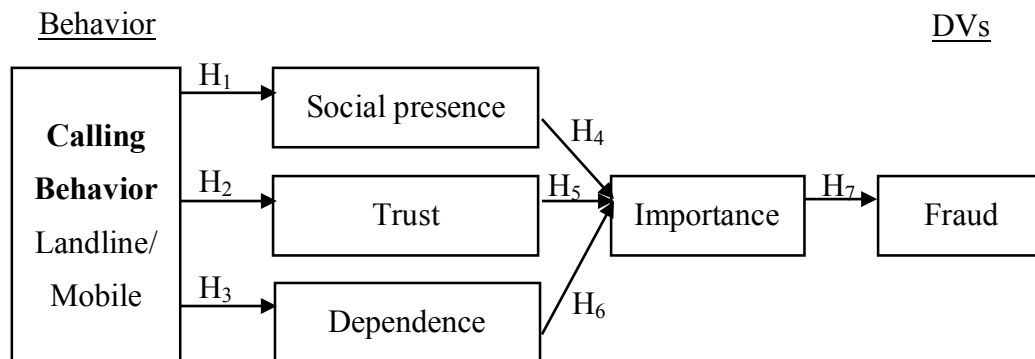 Behavior
DVs
Calling
Behavior
Landline/
Mobile
H₁
H₂
H₃
Social presence
Trust
Dependence
H₄
H₅
H₆
Importance
H₇
Fraud